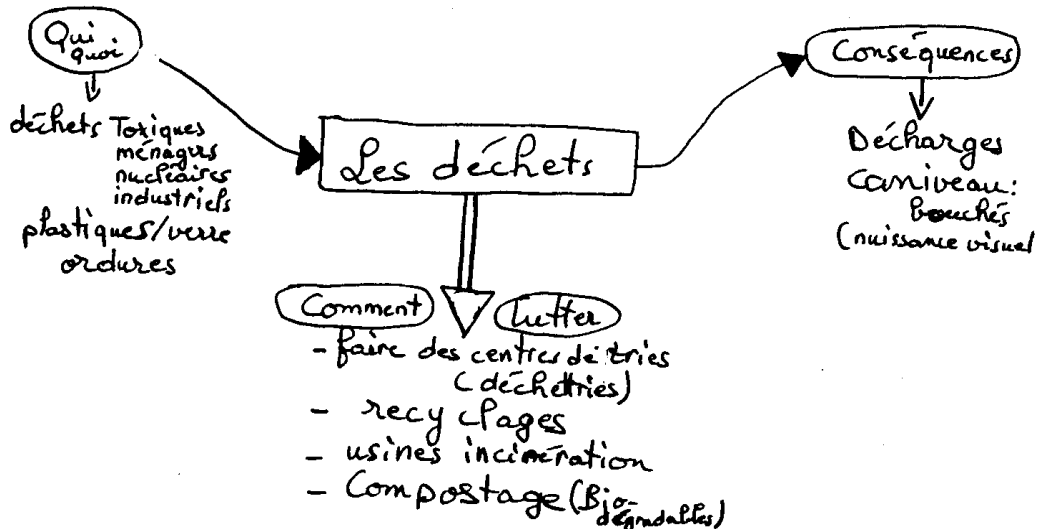 Qui
quoi
déchets Toxiques
ménagers
nucléaires
industriels
plastiques/verre
ordures
Les déchets
Conséquences
Décharges
caniveau:
bouchés
(nuissance visuel
Comment lutter
- faire des centres de tries
(déchettries)
- recyclages
- usines incinération
- Compostage (Bio-
dégradables)